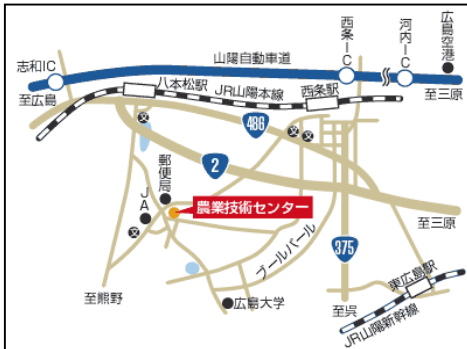 広島空港
河内IC
西条IC
志和IC
山陽自動車道
至広島
八本松駅
JR山陽本線
西条駅
至三原
文
486
文
文
2
郵便局
JA
農業技術センター
文
至三原
ブールバール
375
東広島駅
至熊野
広島大学
至呉
JR山陽新幹線